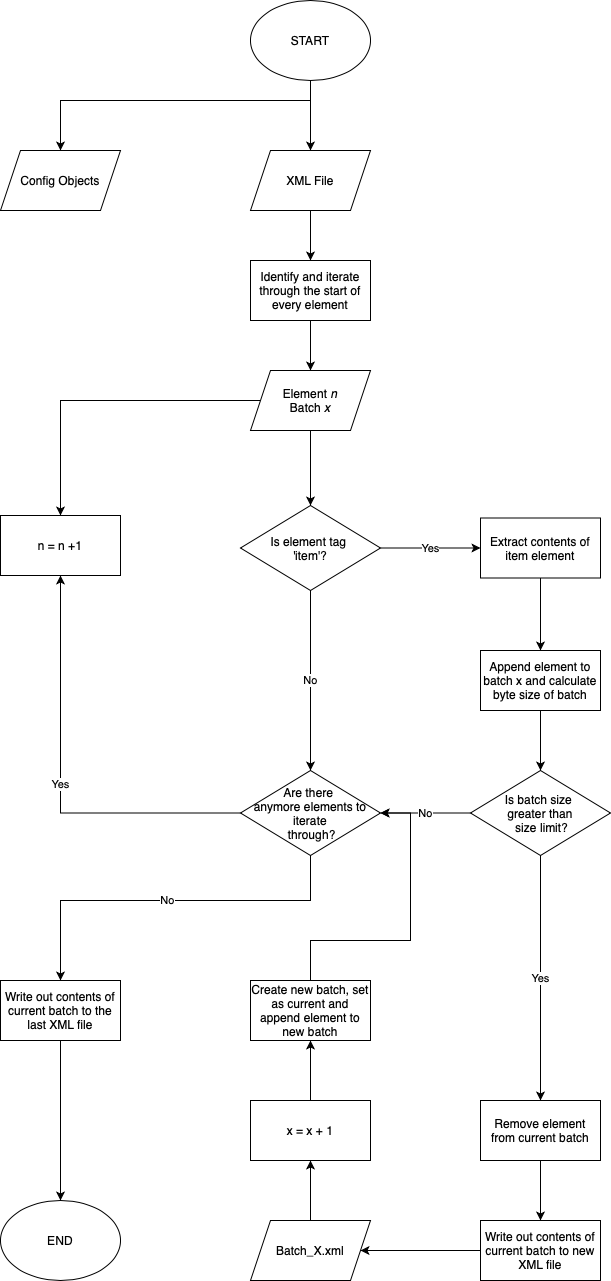 START
Config Objects
XML File
Identify and iterate
through the start of
every element
Element n
Batch x
n = n +1
Is element tag
'item'?
Yes
Extract contents of
item element
No
Append element to
batch x and calculate
byte size of batch
Yes
Are there
anymore elements to
iterate
through?
No
Is batch size
greater than
size limit?
No
Yes
Write out contents of
current batch to the
last XML file
Create new batch, set
as current and
append element to
new batch
x = x + 1
Remove element
from current batch
END
Batch_X.xml
Write out contents of
current batch to new
XML file